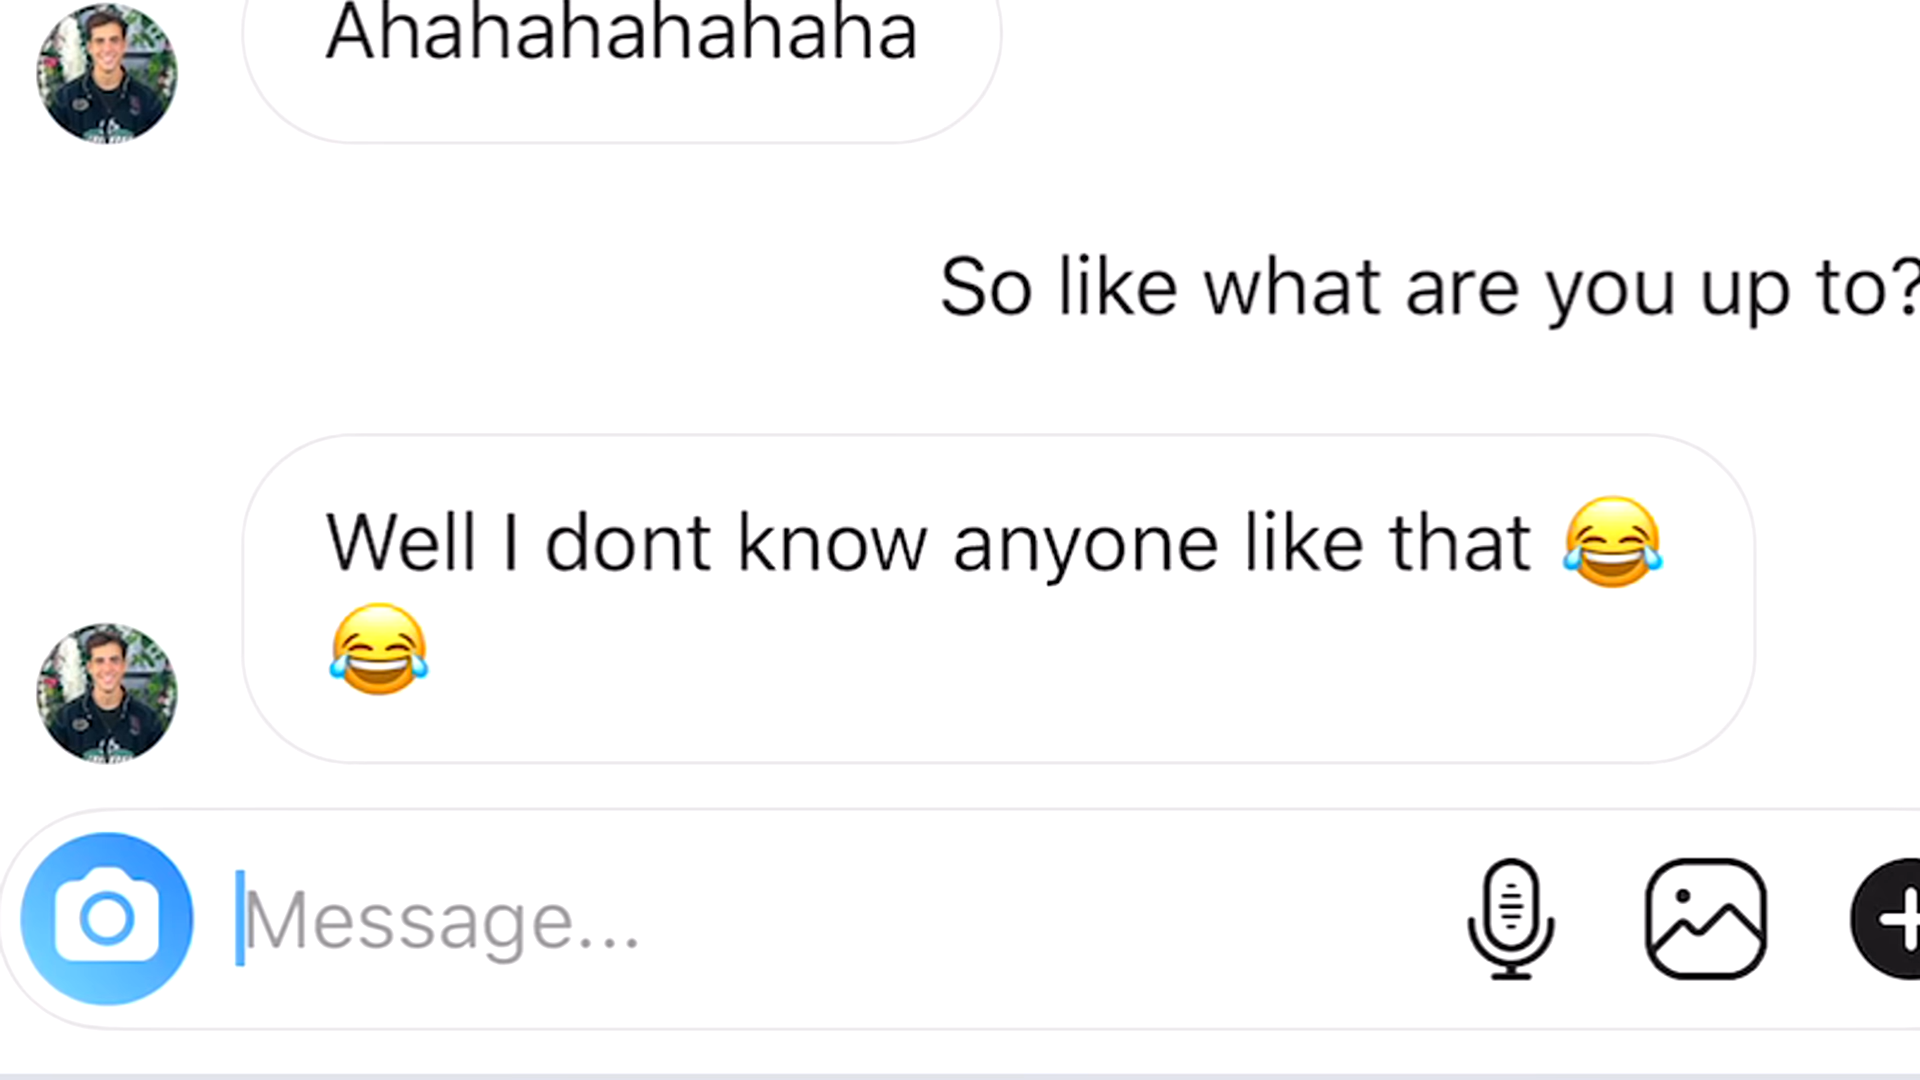 Ahahahahahaha
So like what are you up to?
Well I dont know anyone like that 😂
😂
Message...